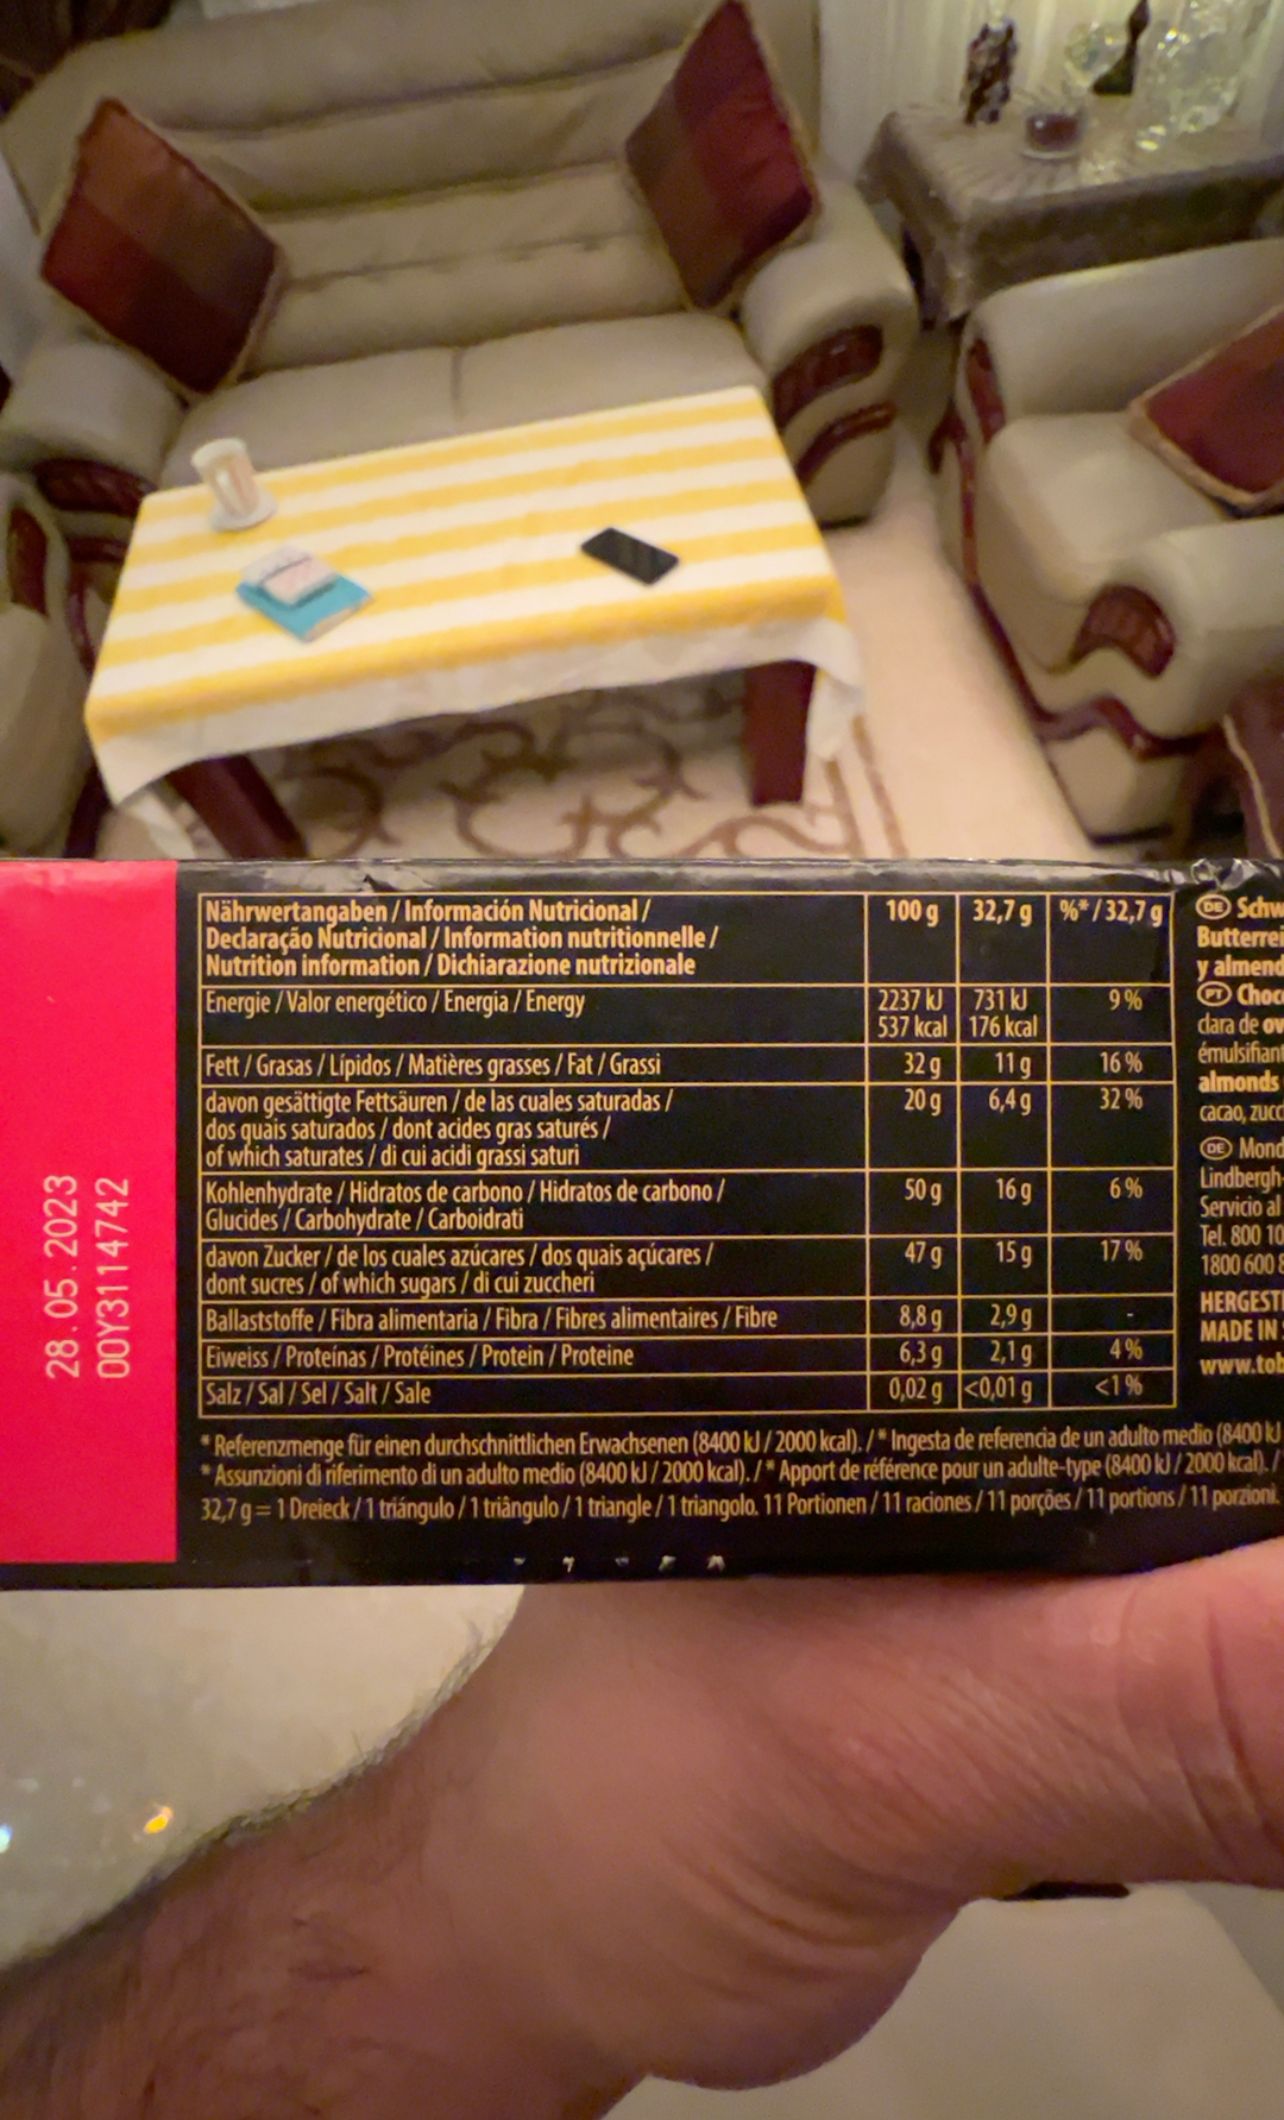 28.05.2023
OOY3114742
Nährwertangaben / Información Nutricional /
Declaração Nutricional / Information nutritionnelle /
Nutrition information / Dichiarazione nutrizionale
100 g 32,7 g %* / 32,7 g
Energie / Valor energético / Energia / Energy
2237 kJ 731 kJ 9 %
537 kcal 176 kcal
Fett / Grasas / Lípidos / Matières grasses / Fat / Grassi 32 g 11 g 16 %
davon gesättigte Fettsäuren / de las cuales saturadas / 20 g 6,4 g 32 %
dos quais saturados / dont acides gras saturés /
of which saturates / di cui acidi grassi saturi
Kohlenhydrate / Hidratos de carbono / Hidratos de carbono / 50 g 16 g 6 %
Glucides / Carbohydrate / Carboidrati
davon Zucker / de los cuales azúcares / dos quais açúcares / 47 g 15 g 17 %
dont sucres / of which sugars / di cui zuccheri
Ballaststoffe / Fibra alimentaria / Fibra / Fibres alimentaires / Fibre 8,8 g 2,9 g -
Eiweiss / Proteínas / Protéines / Protein / Proteine 6,3 g 2,1 g 4 %
Salz / Sal / Sel / Salt / Sale 0,02 g <0,01 g <1 %
* Referenzmenge für einen durchschnittlichen Erwachsenen (8400 kJ / 2000 kcal). / * Ingesta de referencia de un adulto medio (8400 kJ
* Assunzioni di riferimento di un adulto medio (8400 kJ / 2000 kcal). / * Apport de référence pour un adulte-type (8400 kJ / 2000 kcal). /
32,7 g = 1 Dreieck / 1 triángulo / 1 triângulo / 1 triangle / 1 triangolo. 11 Portionen / 11 raciones / 11 porções / 11 portions / 11 porzioni.
DE
y almend
PT
clara de
émulsifiant
almonds
cacao,
DE
Lindbergh
Servicio al
Tel. 800 10
1800 600
HERGEST
MADE IN
www.tob